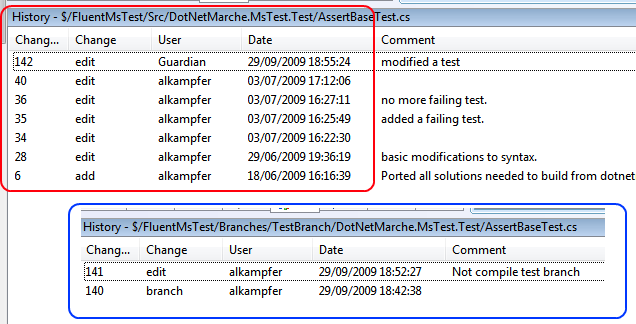 History - $/FluentMsTest/Src/DotNetMarche.MsTest.Test/AssertBaseTest.cs
Chang... Change User Date Comment
142 edit Guardian 29/09/2009 18:55:24 modified a test
40 edit alkampfer 03/07/2009 17:12:06
36 edit alkampfer 03/07/2009 16:27:11 no more failing test.
35 edit alkampfer 03/07/2009 16:25:49 added a failing test.
34 edit alkampfer 03/07/2009 16:22:30
28 edit alkampfer 29/06/2009 19:36:19 basic modifications to syntax.
6 add alkampfer 18/06/2009 16:16:39 Ported all solutions needed to build from dotnet
History - $/FluentMsTest/Branches/TestBranch/DotNetMarche.MsTest.Test/AssertBaseTest.cs
Chang... Change User Date Comment
141 edit alkampfer 29/09/2009 18:52:27 Not compile test branch
140 branch alkampfer 29/09/2009 18:42:38